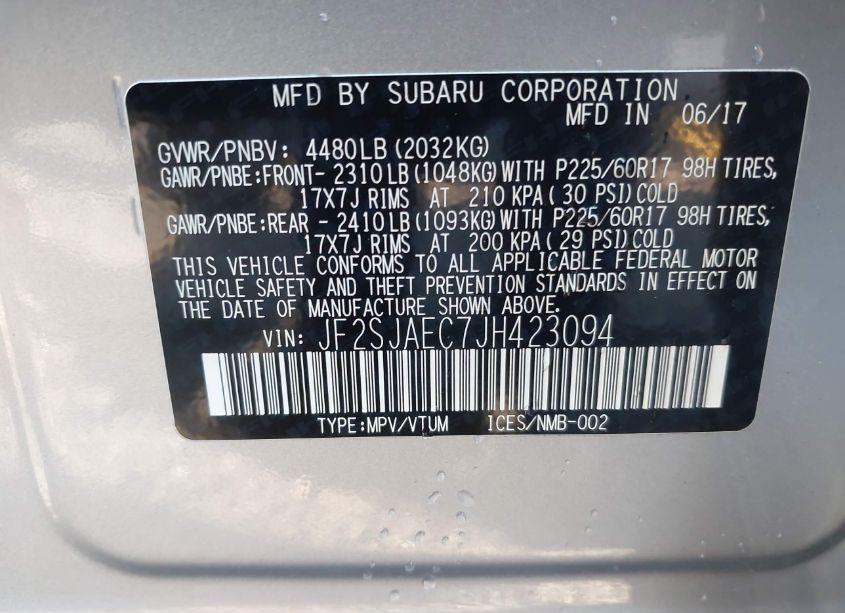 MFD BY SUBARU CORPORATION
MFD IN 06/17
GVWR/PNBV: 4480LB (2032KG)
GAWR/PNBE:FRONT- 2310LB (1048KG) WITH P225/60R17 98H TIRES,
17X7J RIMS AT 210 KPA ( 30 PSI) COLD
GAWR/PNBE:REAR - 2410LB (1093KG) WITH P225/60R17 98H TIRES,
17X7J RIMS AT 200 KPA ( 29 PSI) COLD
THIS VEHICLE CONFORMS TO ALL APPLICABLE FEDERAL MOTOR
VEHICLE SAFETY AND THEFT PREVENTION STANDARDS IN EFFECT ON
THE DATE OF MANUFACTURE SHOWN ABOVE.
VIN: JF2SJAEC7JH423094
TYPE:MPV/VTUM ICES/NMB-002